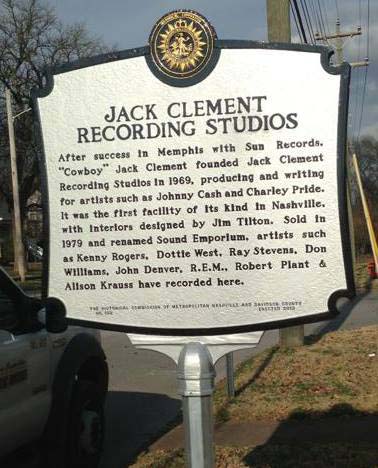 JACK CLEMENT
RECORDING STUDIOS
After success in Memphis with Sun Records,
"Cowboy" Jack Clement founded Jack Clement
Recording Studios in 1969, producing and writing
for artists such as Johnny Cash and Charley Pride.
It was the first facility of its kind in Nashville,
with interiors designed by Jim Tilton. Sold in
1979 and renamed Sound Emporium, artists such
as Kenny Rogers, Dottie West, Ray Stevens, Don
Williams, John Denver, R.E.M., Robert Plant &
Alison Krauss have recorded here.
THE HISTORICAL COMMISSION OF METROPOLITAN NASHVILLE AND DAVIDSON COUNTY
ERECTED